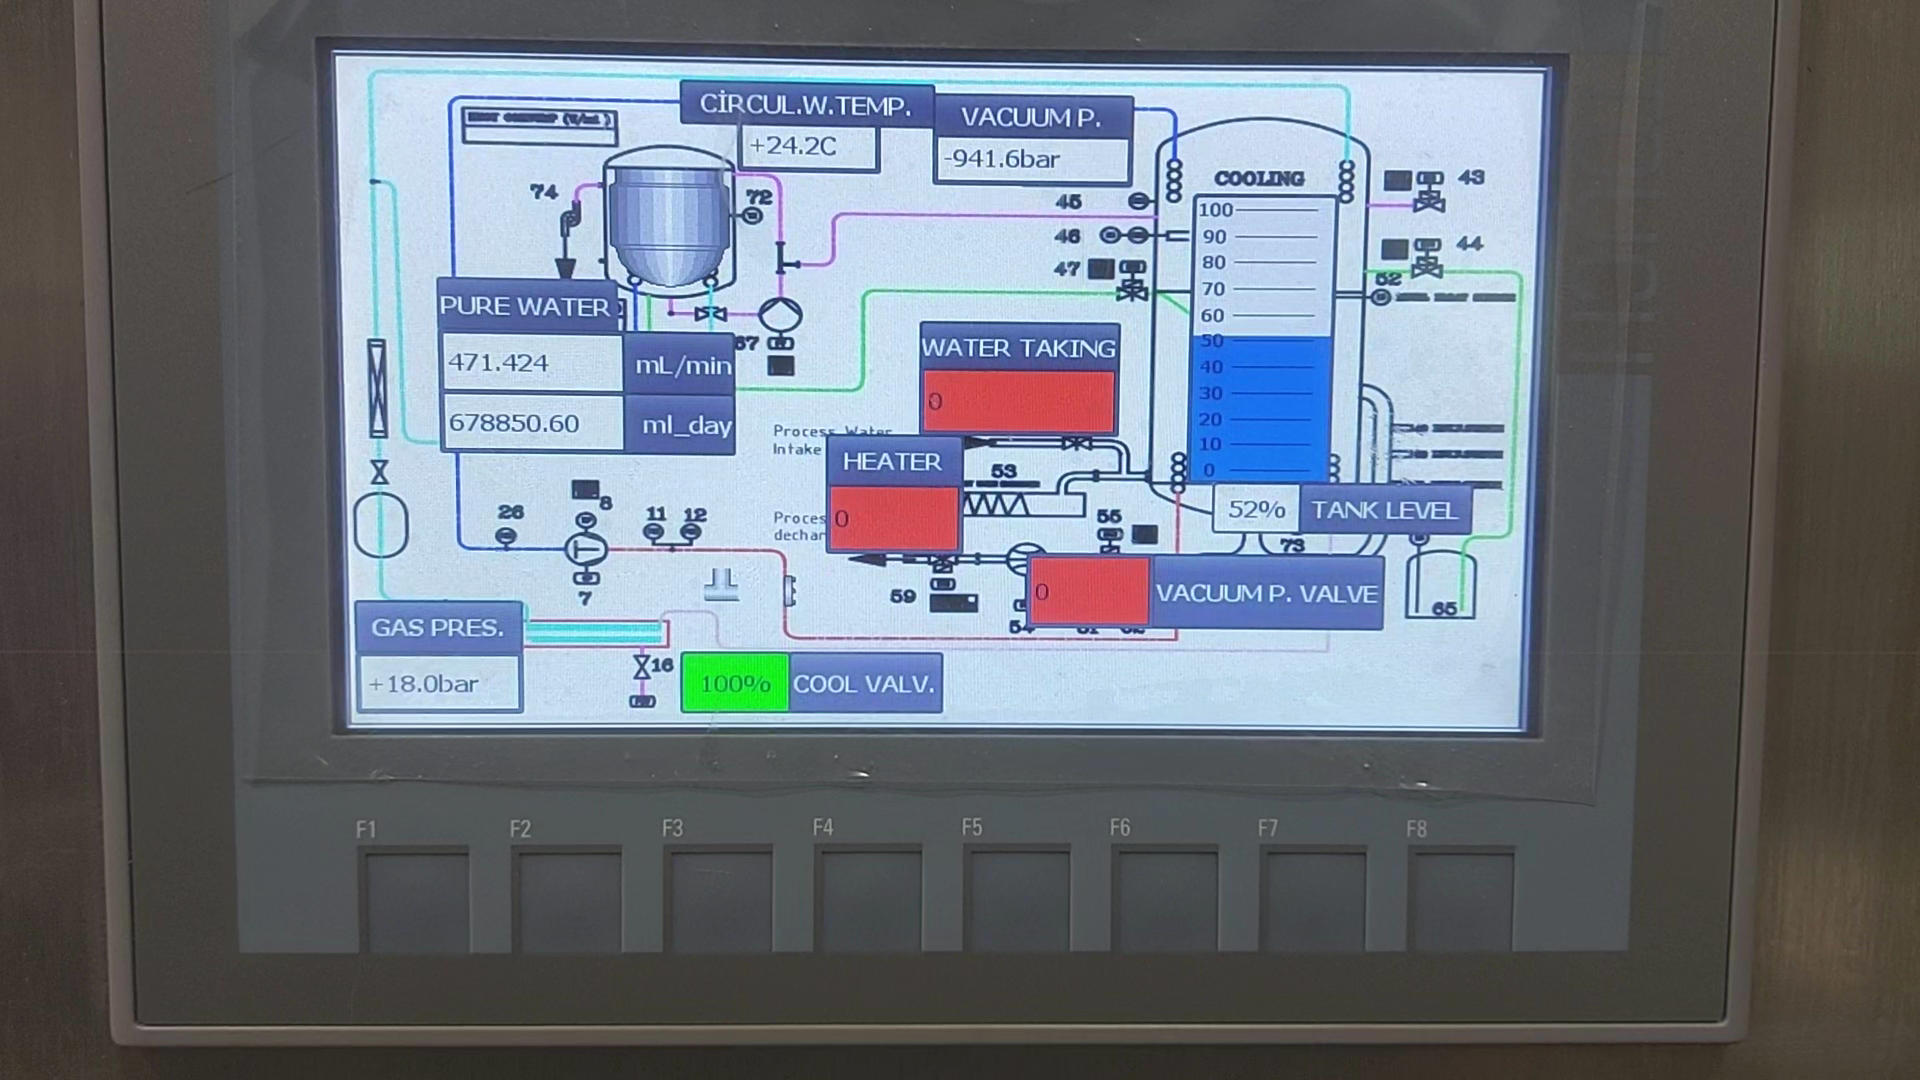 CİRCUL.W.TEMP.
+24.2C
VACUUM P.
-941.6bar
COOLING
74
72
45
46
47
43
44
52
100
90
80
70
60
50
40
30
20
10
0
PURE WATER
471.424 mL/min
678850.60 ml_day
67
WATER TAKING
0
Process Water
Intake
HEATER
0
53
52% TANK LEVEL
26
8
11
12
7
55
73
59
0 VACUUM P. VALVE
65
GAS PRES.
+18.0bar
16
100% COOL VALV.
F1 F2 F3 F4 F5 F6 F7 F8